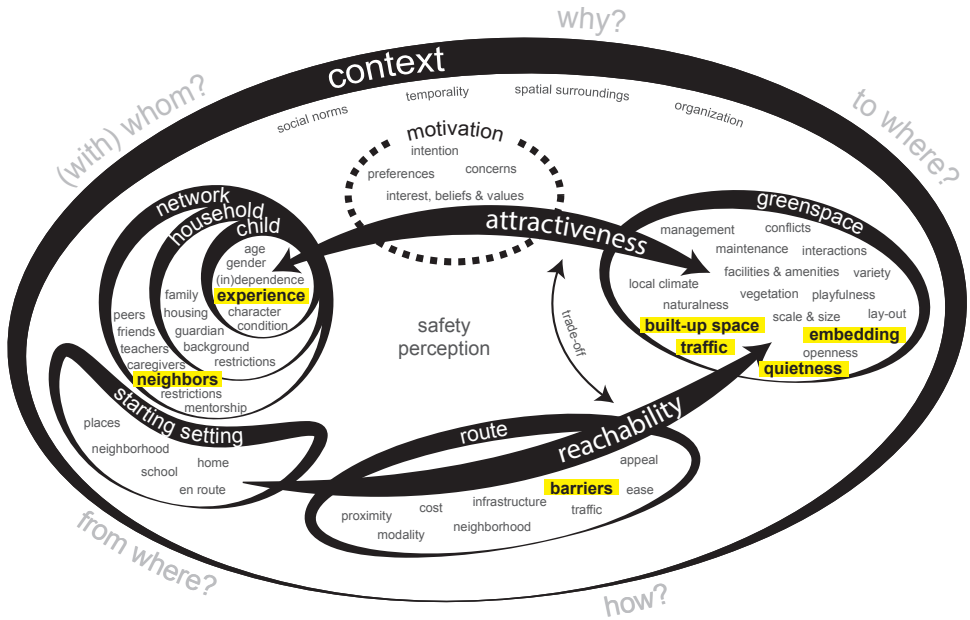 why?
context
(with) whom?
to where?
social norms
temporality
spatial surroundings
organization
motivation
intention
preferences
concerns
interest, beliefs & values
network
household
child
age
gender
(in)dependence
experience
character
condition
family
housing
guardian
background
restrictions
peers
friends
teachers
caregivers
neighbors
restrictions
mentorship
attractiveness
greenspace
management
conflicts
maintenance
interactions
facilities & amenities
variety
local climate
vegetation
playfulness
naturalness
scale & size
lay-out
built-up space
embedding
traffic
openness
quietness
safety
perception
trade-off
starting setting
places
neighborhood
home
school
en route
route
reachability
appeal
barriers
ease
infrastructure
cost
traffic
proximity
neighborhood
modality
from where?
how?